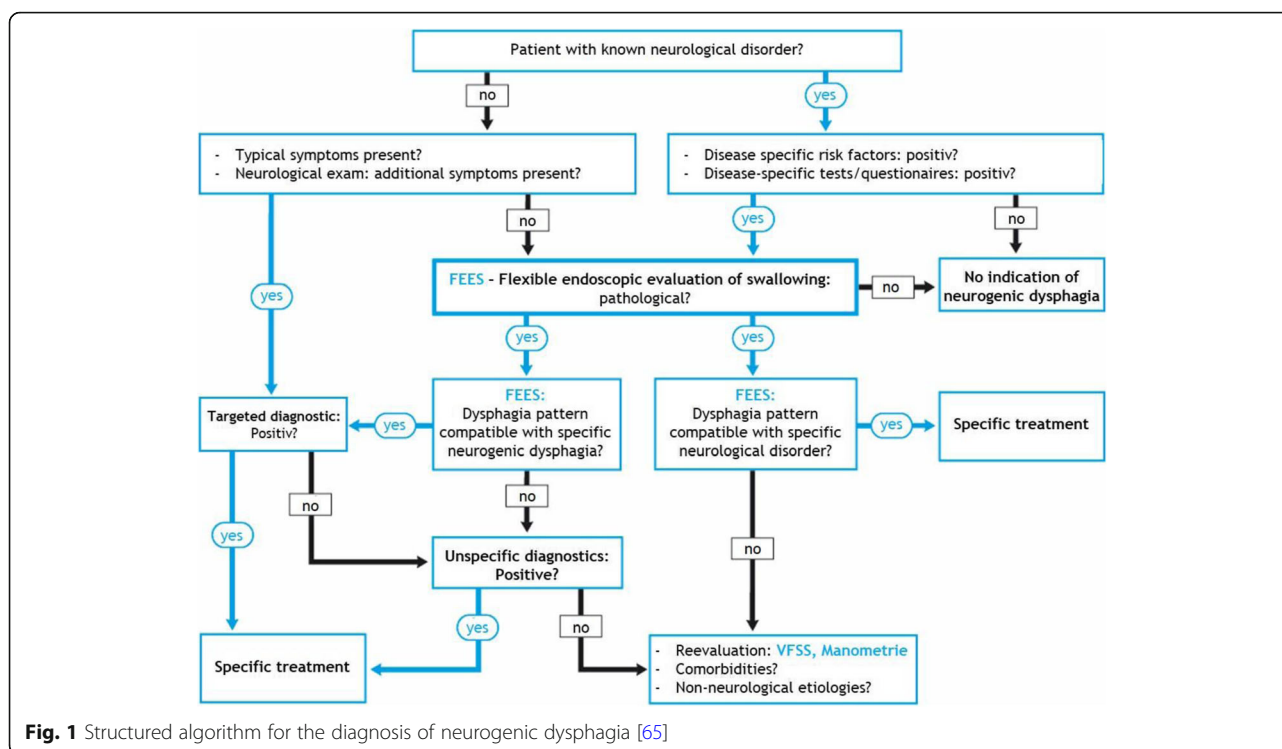 Patient with known neurological disorder?
no
yes
- Typical symptoms present?
- Neurological exam: additional symptoms present?
- Disease specific risk factors: positiv?
- Disease-specific tests/questionaires: positiv?
yes
no
yes
no
FEES - Flexible endoscopic evaluation of swallowing:
pathological?
no
No indication of
neurogenic dysphagia
yes
yes
Targeted diagnostic:
Positiv?
yes
FEES:
Dysphagia pattern
compatible with specific
neurogenic dysphagia?
FEES:
Dysphagia pattern
compatible with specific
neurological disorder?
yes
Specific treatment
yes
no
no
no
Unspecific diagnostics:
Positive?
yes
no
Specific treatment
- Reevaluation: VFSS, Manometrie
- Comorbidities?
- Non-neurological etiologies?
Fig. 1 Structured algorithm for the diagnosis of neurogenic dysphagia [65]